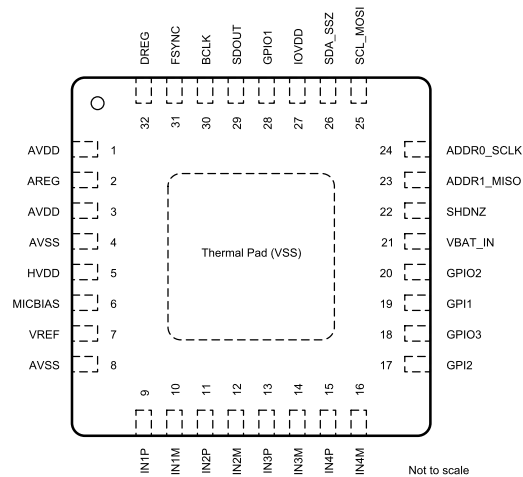 DREG
FSYNC
BCLK
SDOUT
GPIO1
IOVDD
SDA_SSZ
SCL_MOSI
32
31
30
29
28
27
26
25
AVDD 1
AREG 2
AVDD 3
AVSS 4
HVDD 5
MICBIAS 6
VREF 7
AVSS 8
Thermal Pad (VSS)
24 ADDR0_SCLK
23 ADDR1_MISO
22 SHDNZ
21 VBAT_IN
20 GPIO2
19 GPI1
18 GPIO3
17 GPI2
9
10
11
12
13
14
15
16
IN1P
IN1M
IN2P
IN2M
IN3P
IN3M
IN4P
IN4M
Not to scale